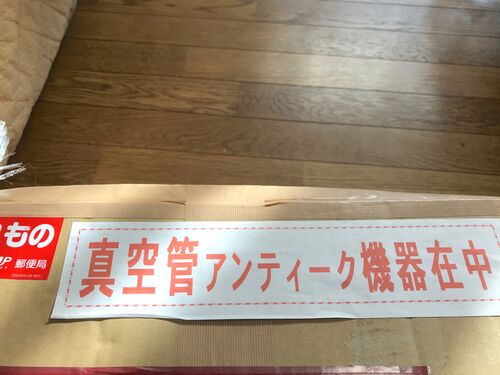 もの
郵便局
真空管アンティーク機器在中